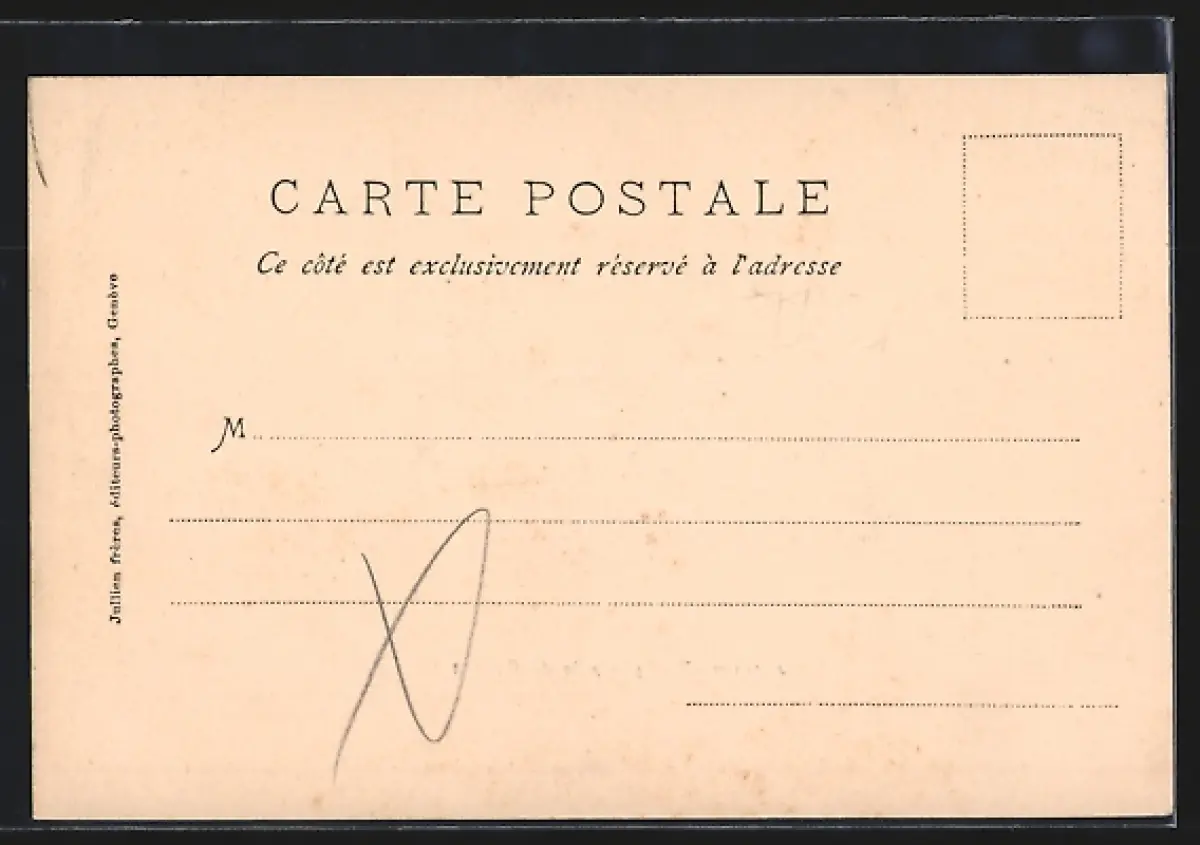 CARTE POSTALE
Ce côté est exclusivement réservé à l'adresse
M
Jullien frères, éditeurs-photographes, Genève